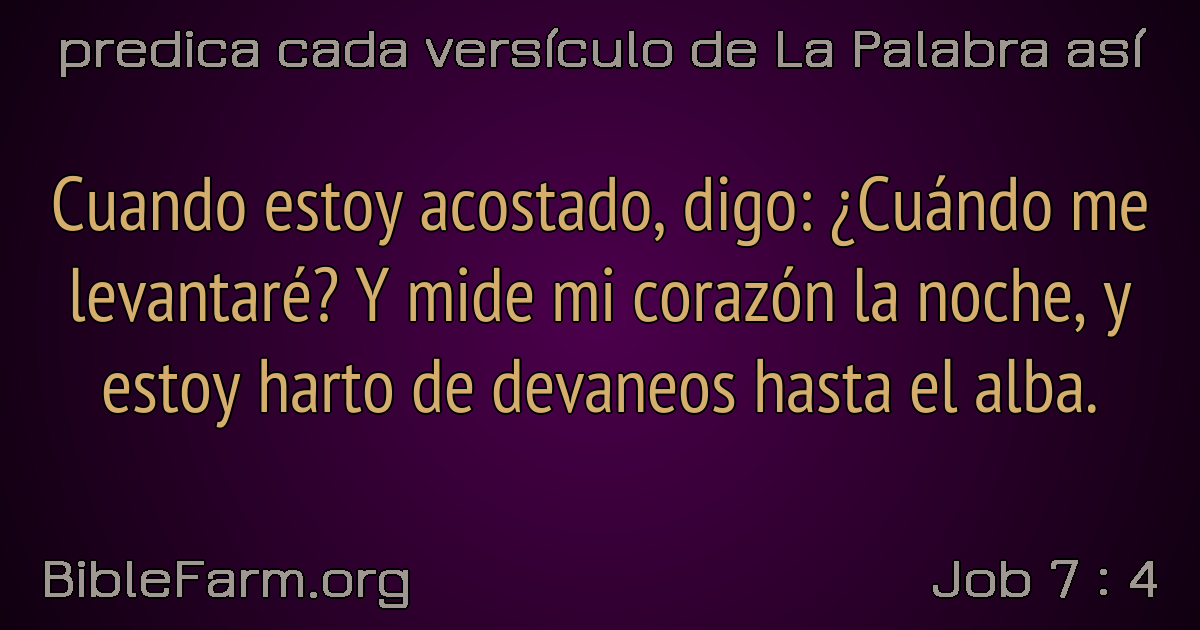 predica cada versículo de La Palabra así
Cuando estoy acostado, digo: ¿Cuándo me
levantaré? Y mide mi corazón la noche, y
estoy harto de devaneos hasta el alba.
BibleFarm.org
Job 7 : 4